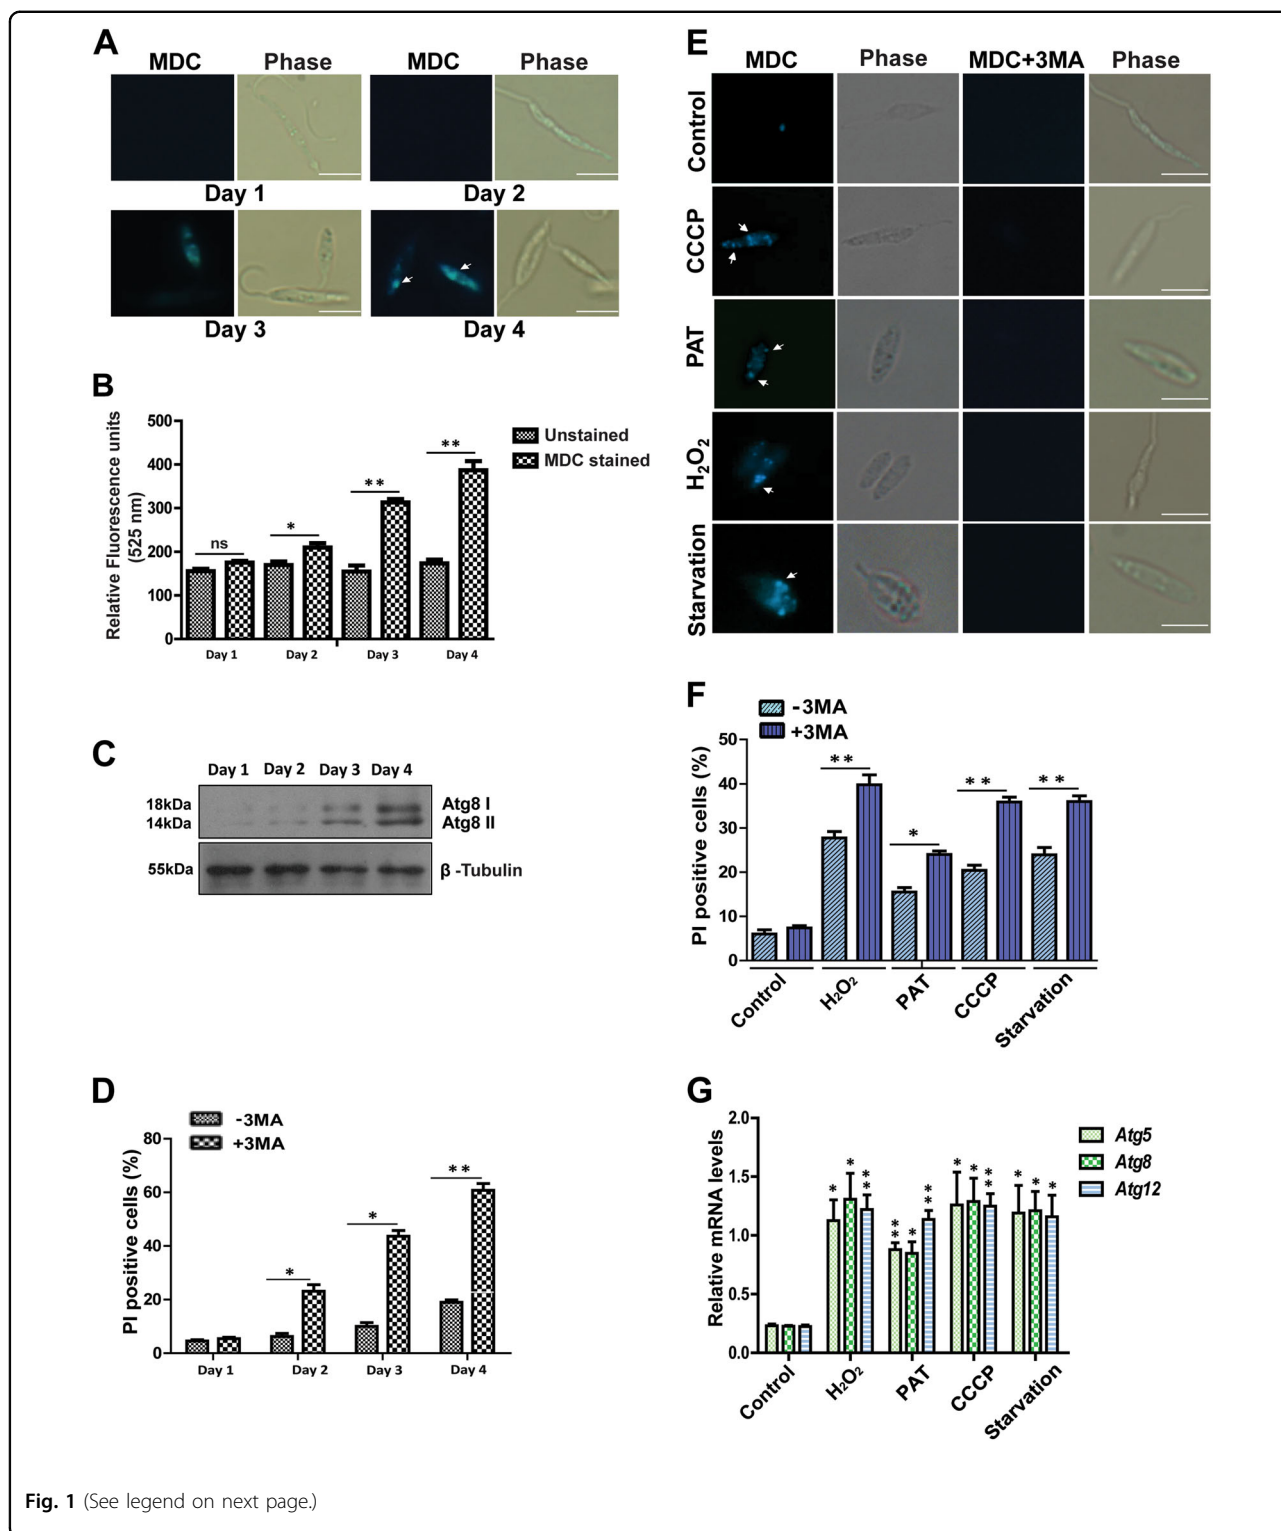 A
MDC Phase MDC Phase
Day 1 Day 2
Day 3 Day 4
B
Relative Fluorescence units
(525 nm)
500
400
300
200
100
0
ns
*
**
**
Unstained
MDC stained
Day 1 Day 2 Day 3 Day 4
C
Day 1 Day 2 Day 3 Day 4
18kDa Atg8 I
14kDa Atg8 II
55kDa β -Tubulin
D
-3MA
+3MA
PI positive cells (%)
80
60
40
20
0
*
*
**
Day 1 Day 2 Day 3 Day 4
E
MDC Phase MDC+3MA Phase
Control
CCCP
PAT
H₂O₂
Starvation
F
-3MA
+3MA
PI positive cells (%)
50
40
30
20
10
0
**
*
**
**
Control H₂O₂ PAT CCCP Starvation
G
Relative mRNA levels
2.0
1.5
1.0
0.5
0.0
* * **
** * **
* * **
* * *
Atg5
Atg8
Atg12
Control H₂O₂ PAT CCCP Starvation
Fig. 1 (See legend on next page.)